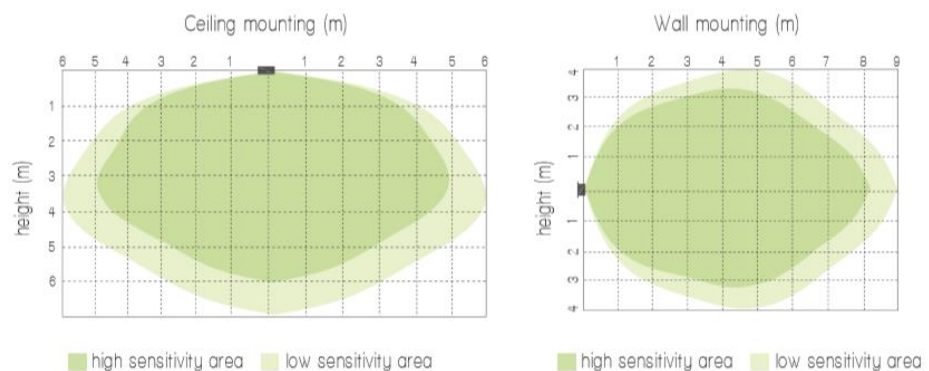 Ceiling mounting (m)
6 5 4 3 2 1 1 2 3 4 5 6
1
2
3
4
5
6
height (m)
high sensitivity area low sensitivity area
Wall mounting (m)
1 2 3 4 5 6 7 8 9
4
3
2
1
1
2
3
4
height (m)
high sensitivity area low sensitivity area